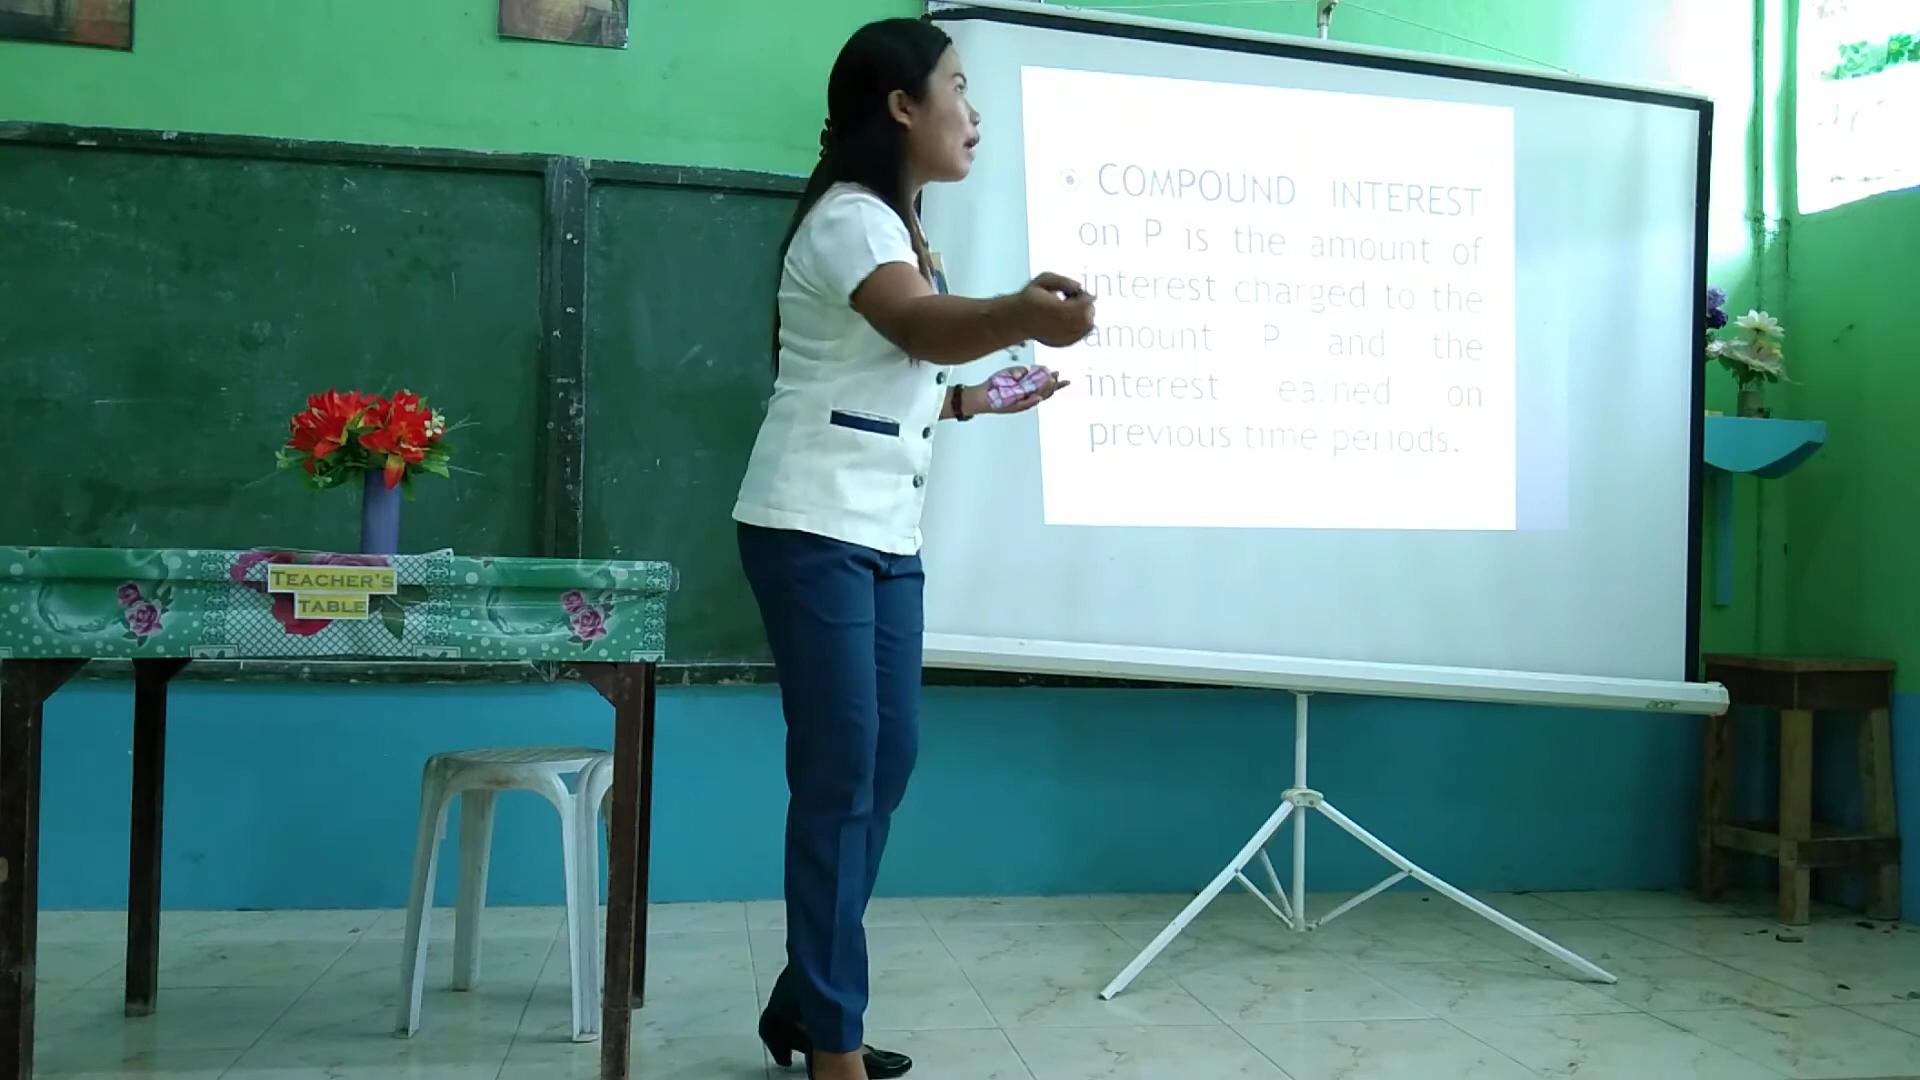 COMPOUND INTEREST
on P is the amount of
interest charged to the
amount P and the
interest earned on
previous time periods.
TEACHER'S
TABLE
acer